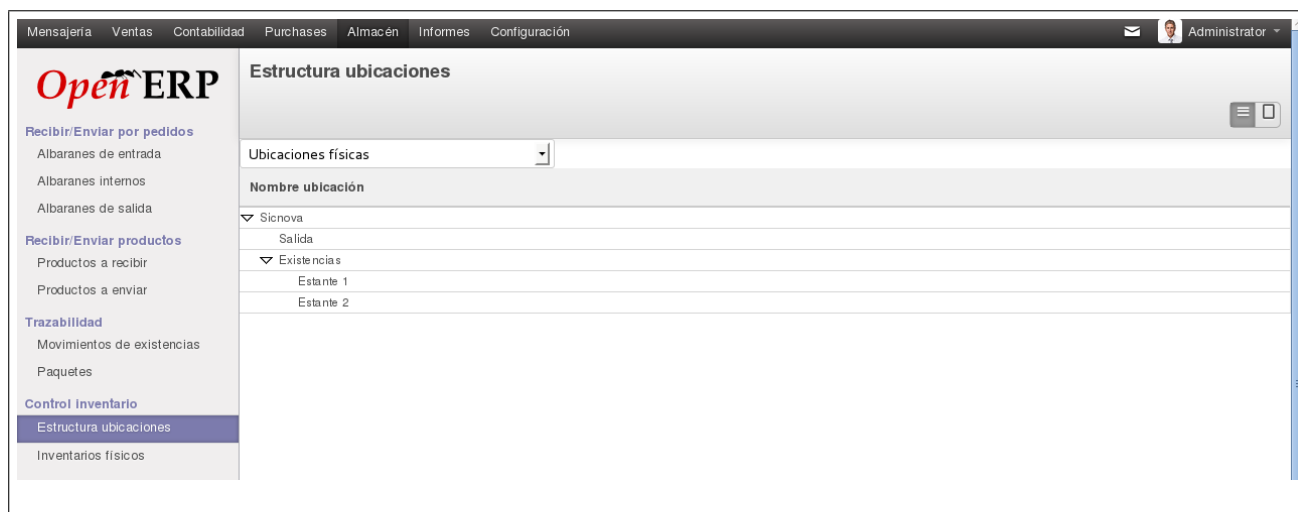 Mensajería Ventas Contabilidad Purchases Almacén Informes Configuración Administrator
Open ERP
Estructura ubicaciones
Recibir/Enviar por pedidos
Albaranes de entrada
Albaranes internos
Albaranes de salida
Recibir/Enviar productos
Productos a recibir
Productos a enviar
Trazabilidad
Movimientos de existencias
Paquetes
Control inventario
Estructura ubicaciones
Inventarios físicos
Ubicaciones físicas
Nombre ubicación
Sicnova
Salida
Existencias
Estante 1
Estante 2